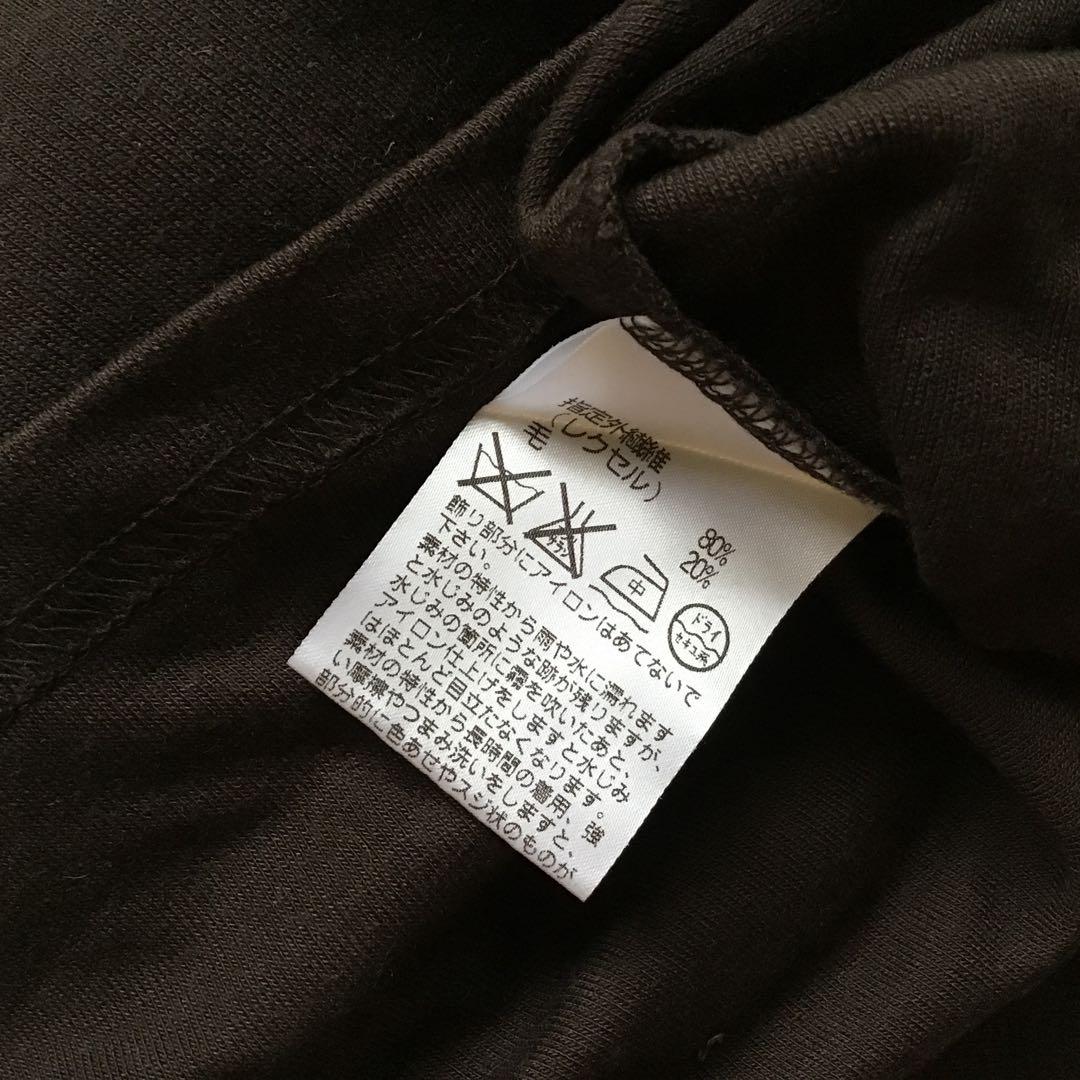 指定外繊維
(レクセル) 80%
毛 20%
エンソサラシ
中
ドライ
セキユ系
飾り部分にアイロンはあてないで
下さい。
素材の特性から雨や水に濡れます
と水じみのような跡が残りますが、
水じみの箇所に霧を吹いたあと、
アイロン仕上げをしますと水じみ
はほとんど目立たなくなります。
素材の特性から長時間の着用、強
い摩擦やつまみ洗いをしますと、
部分的に色あせやスジ状のものが